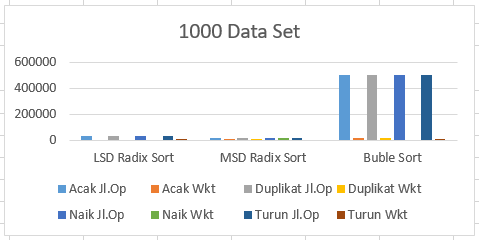 1000 Data Set
600000
400000
200000
0
LSD Radix Sort MSD Radix Sort Buble Sort
Acak Jl.Op Acak Wkt Duplikat Jl.Op Duplikat Wkt
Naik Jl.Op Naik Wkt Turun Jl.Op Turun Wkt